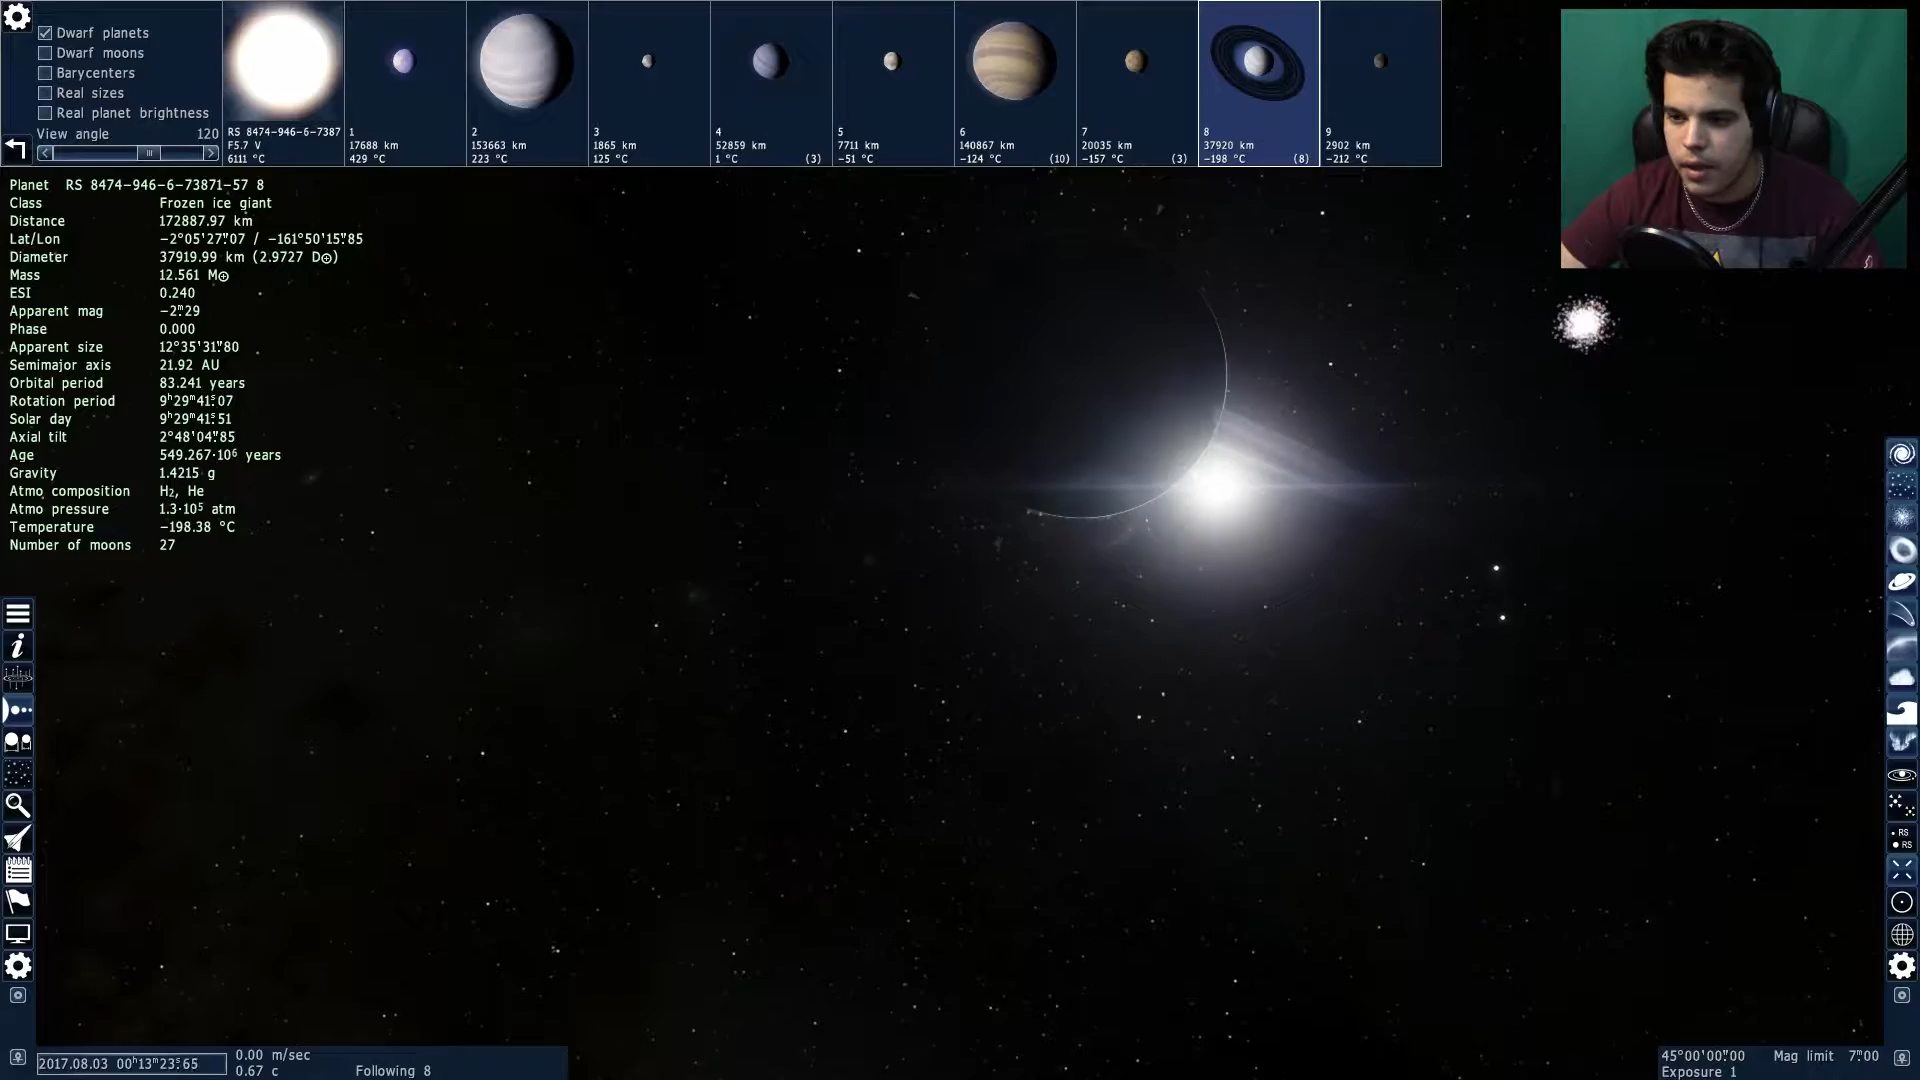 Dwarf planets
Dwarf moons
Barycenters
Real sizes
Real planet brightness
View angle 120
RS 8474-946-6-7387
F5.7 V
6111 °C
1
17688 km
429 °C
2
153663 km
223 °C
3
1865 km
125 °C
4
52859 km
1 °C (3)
5
7711 km
-51 °C
6
140867 km
-124 °C (10)
7
20035 km
-157 °C (3)
8
37920 km
-198 °C (8)
9
2902 km
-212 °C
Planet RS 8474-946-6-73871-57 8
Class Frozen ice giant
Distance 172887.97 km
Lat/Lon -2°05'27."07 / -161°50'15."85
Diameter 37919.99 km (2.9727 D⊕)
Mass 12.561 M⊕
ESI 0.240
Apparent mag -2.ᵐ29
Phase 0.000
Apparent size 12°35'31."80
Semimajor axis 21.92 AU
Orbital period 83.241 years
Rotation period 9ʰ29ᵐ41.ˢ07
Solar day 9ʰ29ᵐ41.ˢ51
Axial tilt 2°48'04."85
Age 549.267·10⁶ years
Gravity 1.4215 g
Atmo composition H₂, He
Atmo pressure 1.3·10⁵ atm
Temperature -198.38 °C
Number of moons 27
RS
RS
2017.08.03 00ʰ13ᵐ23.ˢ65
0.00 m/sec
0.67 c
Following 8
45°00'00."00 Mag limit 7.ᵐ00
Exposure 1